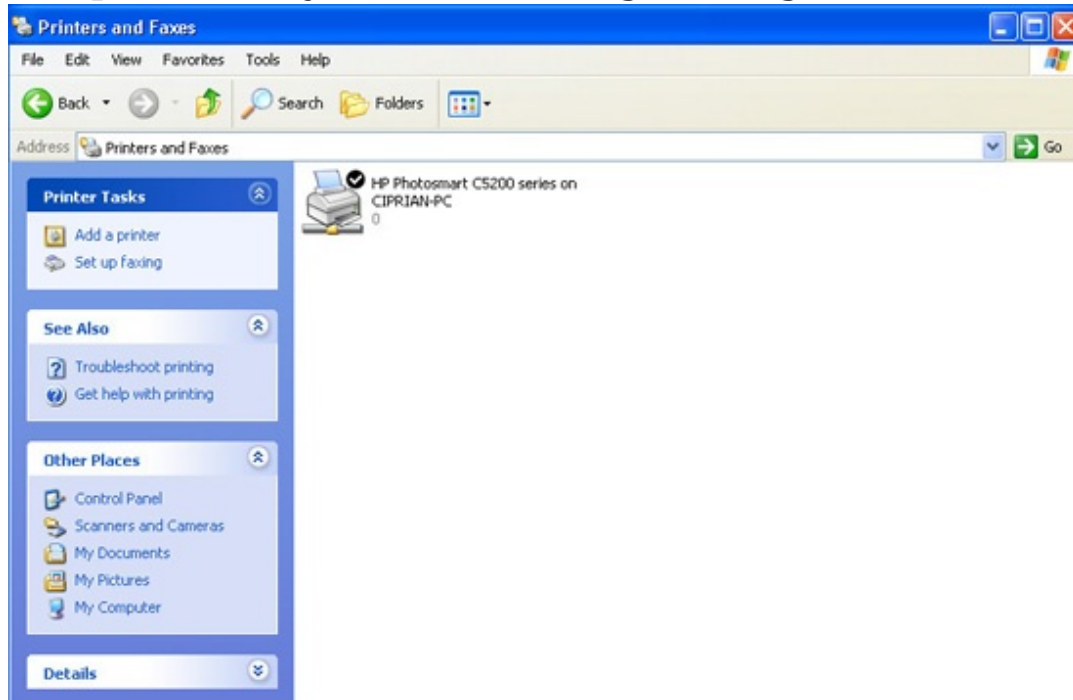 Printers and Faxes
File Edit View Favorites Tools Help
Back Search Folders
Address Printers and Faxes Go
Printer Tasks
Add a printer
Set up faxing
See Also
Troubleshoot printing
Get help with printing
Other Places
Control Panel
Scanners and Cameras
My Documents
My Pictures
My Computer
Details
HP Photosmart C5200 series on
CIPRIAN-PC
0